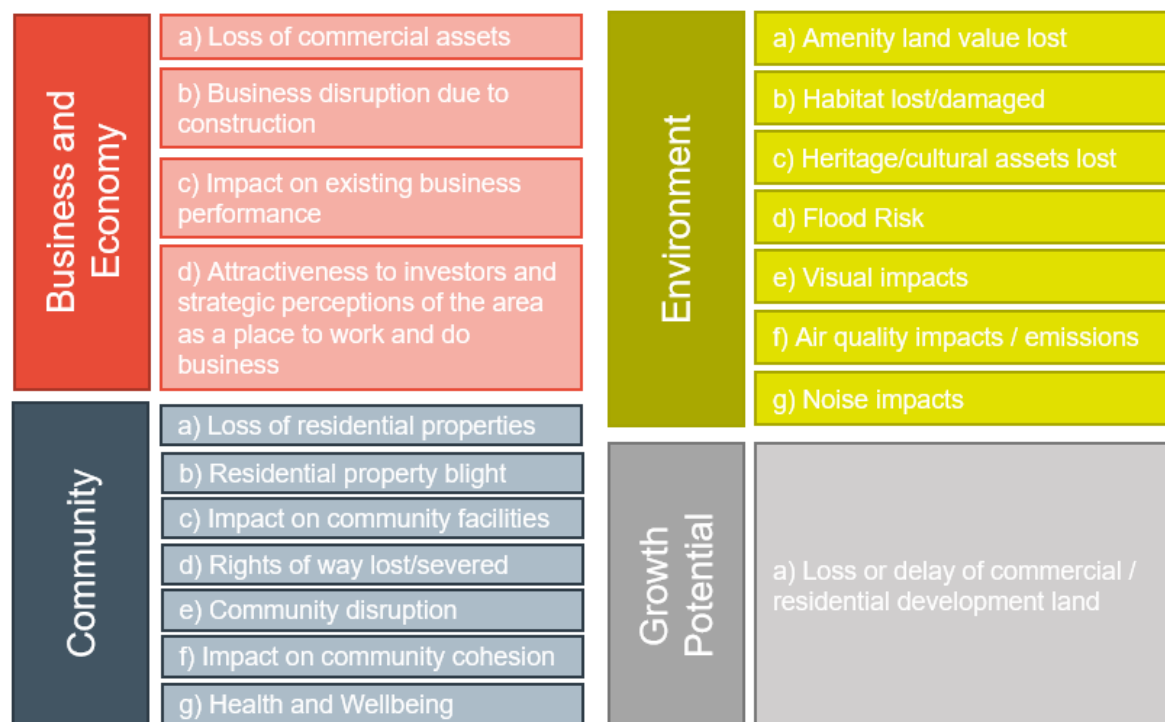 Business and
Economy
a) Loss of commercial assets
b) Business disruption due to
construction
c) Impact on existing business
performance
d) Attractiveness to investors and
strategic perceptions of the area
as a place to work and do
business
Community
a) Loss of residential properties
b) Residential property blight
c) Impact on community facilities
d) Rights of way lost/severed
e) Community disruption
f) Impact on community cohesion
g) Health and Wellbeing
Environment
a) Amenity land value lost
b) Habitat lost/damaged
c) Heritage/cultural assets lost
d) Flood Risk
e) Visual impacts
f) Air quality impacts / emissions
g) Noise impacts
Growth
Potential
a) Loss or delay of commercial /
residential development land